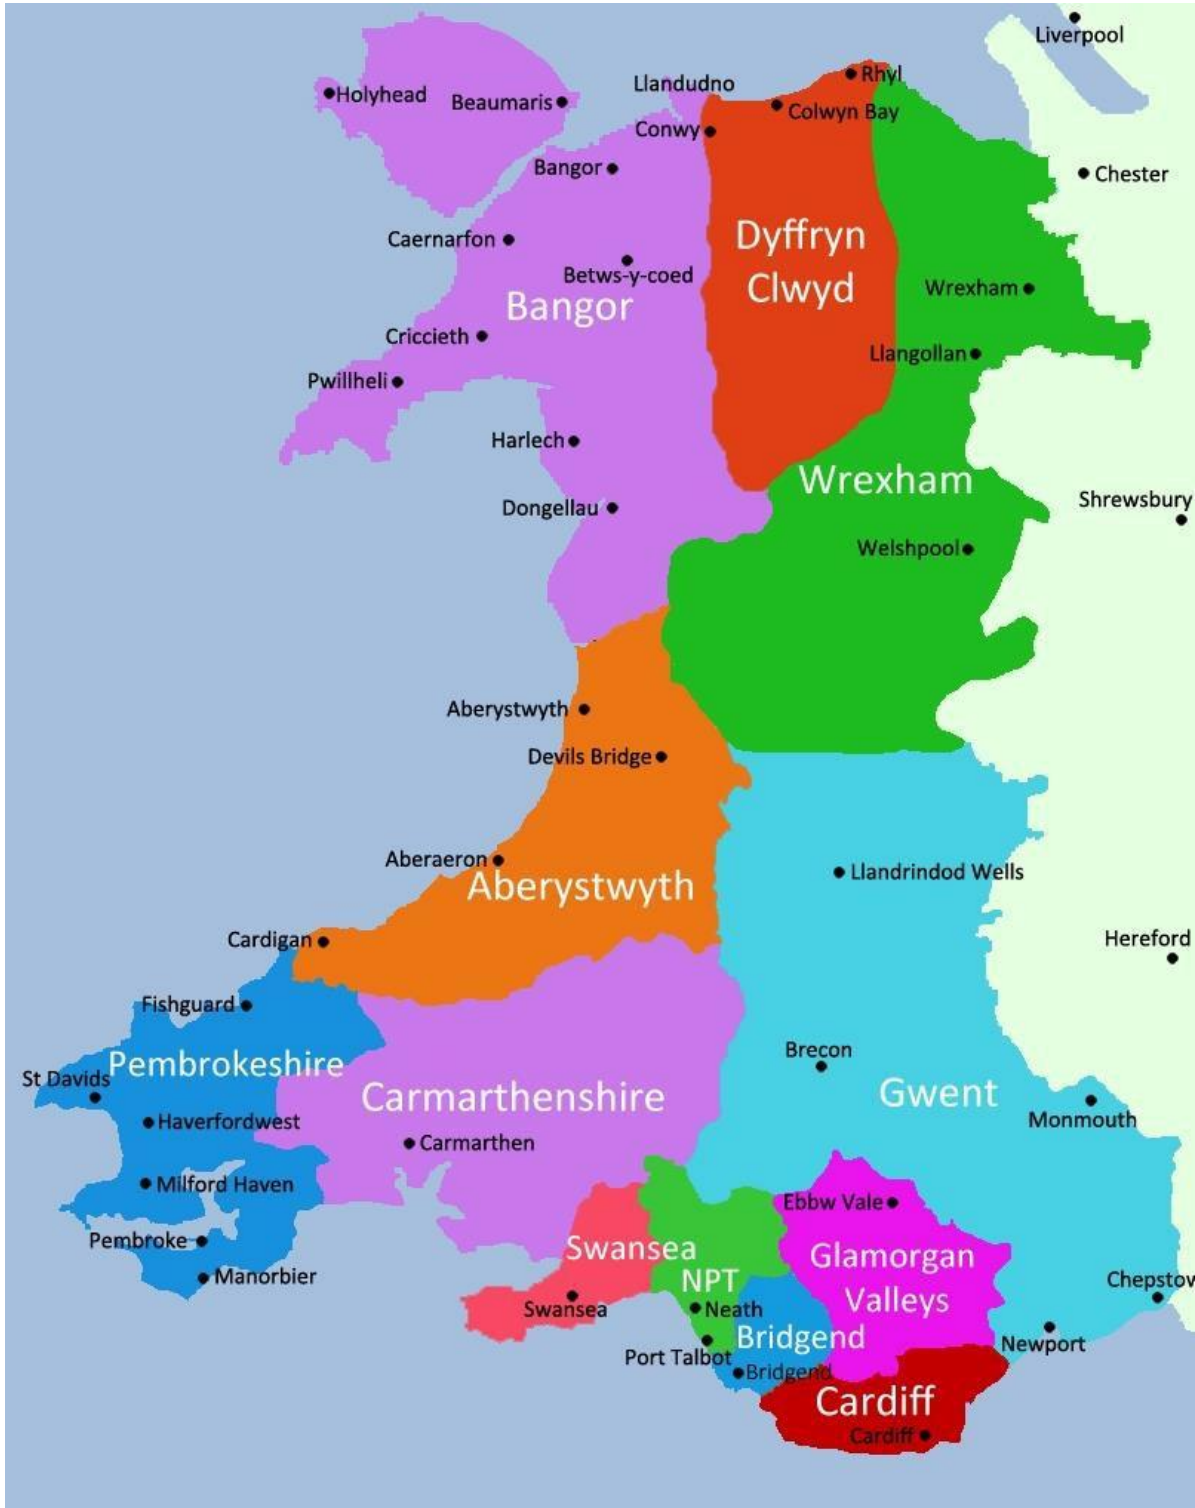 Liverpool
Rhyl
Llandudno
Holyhead
Beaumaris
Colwyn Bay
Conwy
Bangor
Chester
Dyffryn
Clwyd
Caernarfon
Betws-y-coed
Wrexham
Bangor
Criccieth
Llangollan
Pwillheli
Harlech
Wrexham
Shrewsbury
Dongellau
Welshpool
Aberystwyth
Devils Bridge
Aberaeron
Llandrindod Wells
Aberystwyth
Cardigan
Hereford
Fishguard
Brecon
Pembrokeshire
St Davids
Carmarthenshire
Gwent
Monmouth
Haverfordwest
Carmarthen
Milford Haven
Ebbw Vale
Pembroke
Swansea
Glamorgan
Valleys
Manorbier
NPT
Chepstov
Swansea
Neath
Bridgend
Newport
Port Talbot
Bridgend
Cardiff
Cardiff